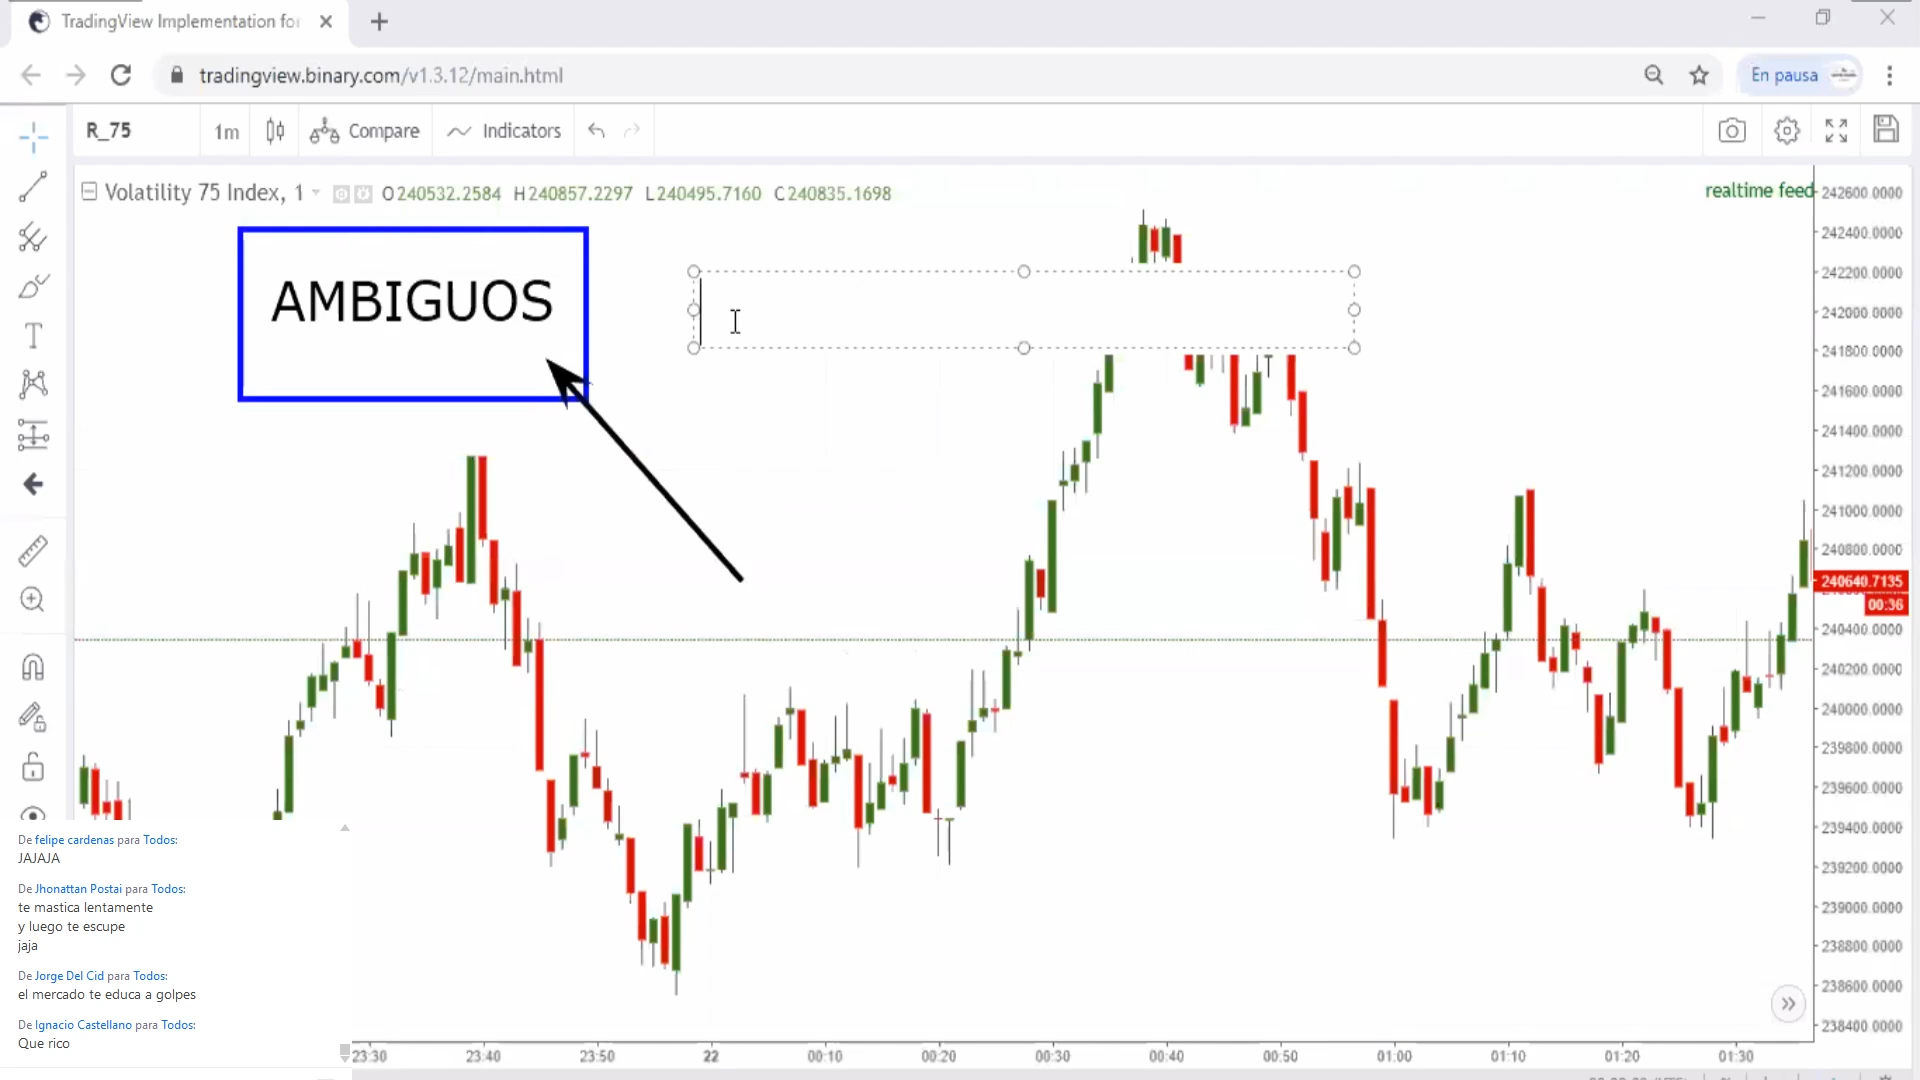 TradingView Implementation for
tradingview.binary.com/v1.3.12/main.html
En pausa
R_75
1m
Compare
Indicators
Volatility 75 Index, 1
O240532.2584 H240857.2297 L240495.7160 C240835.1698
realtime feed
AMBIGUOS
242600.0000
242400.0000
242200.0000
242000.0000
241800.0000
241600.0000
241400.0000
241200.0000
241000.0000
240800.0000
240640.7135
00:36
240400.0000
240200.0000
240000.0000
239800.0000
239600.0000
239400.0000
239200.0000
239000.0000
238800.0000
238600.0000
238400.0000
De felipe cardenas para Todos:
JAJAJA
De Jhonattan Postai para Todos:
te mastica lentamente
y luego te escupe
jaja
De Jorge Del Cid para Todos:
el mercado te educa a golpes
De Ignacio Castellano para Todos:
Que rico
23:30 23:40 23:50 22 00:10 00:20 00:30 00:40 00:50 01:00 01:10 01:20 01:30